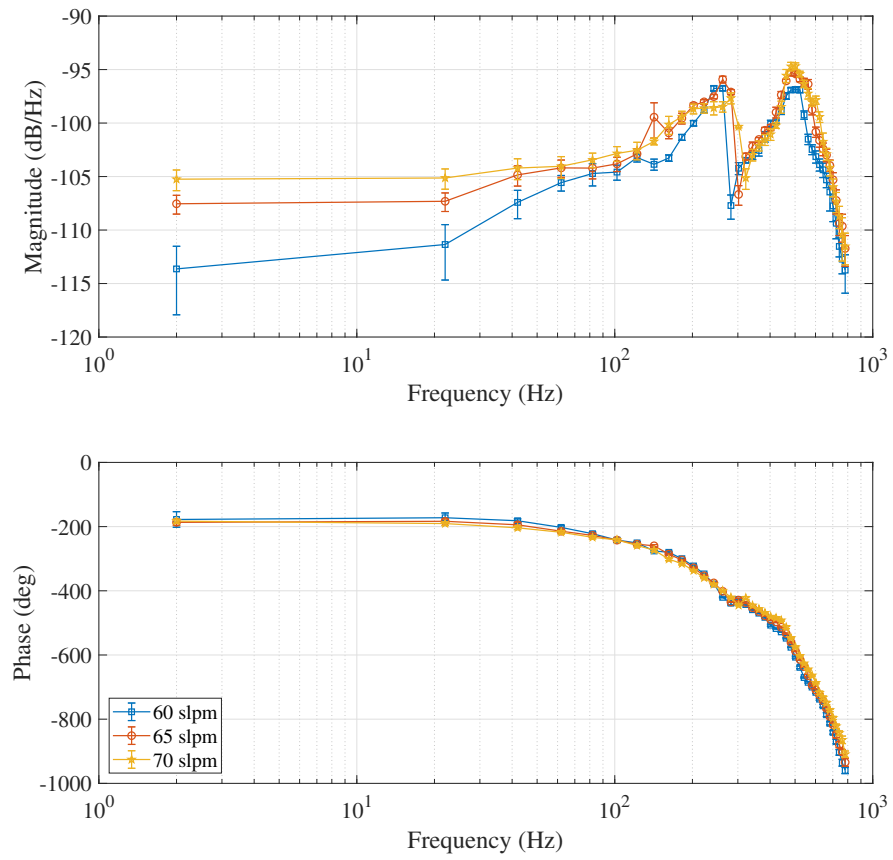 -90
-95
-100
-105
-110
-115
-120
Magnitude (dB/Hz)
10^0 10^1 10^2 10^3
Frequency (Hz)
0
-200
-400
-600
-800
-1000
Phase (deg)
60 slpm
65 slpm
70 slpm
10^0 10^1 10^2 10^3
Frequency (Hz)